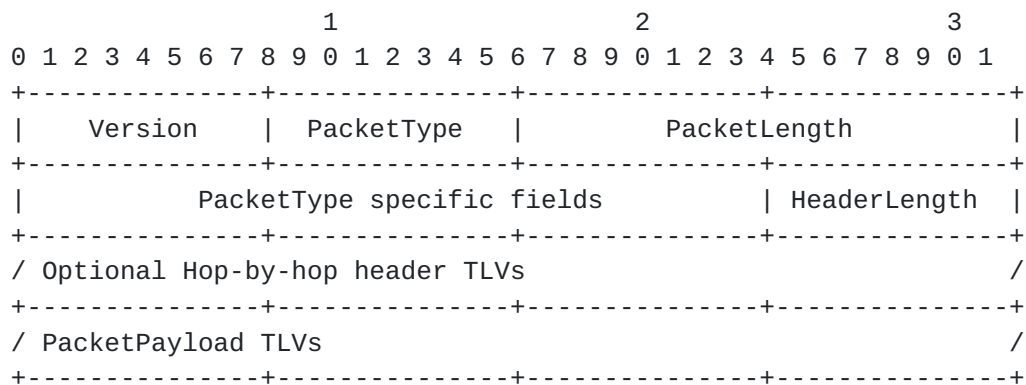 1                   2                   3
0 1 2 3 4 5 6 7 8 9 0 1 2 3 4 5 6 7 8 9 0 1 2 3 4 5 6 7 8 9 0 1
+---------------+---------------+---------------+---------------+
|    Version    |  PacketType   |         PacketLength          |
+---------------+---------------+---------------+---------------+
|           PacketType specific fields          | HeaderLength  |
+---------------+---------------+---------------+---------------+
/ Optional Hop-by-hop header TLVs                               /
+---------------+---------------+---------------+---------------+
/ PacketPayload TLVs                                            /
+---------------+---------------+---------------+---------------+